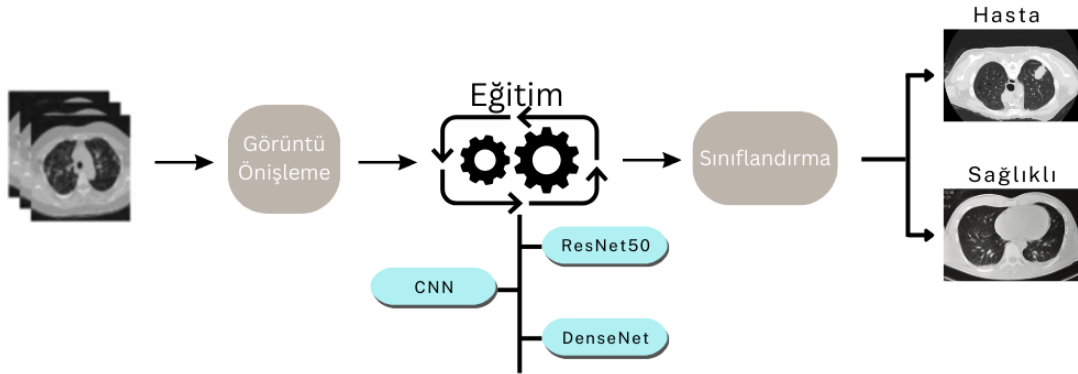 Hasta
Eğitim
Görüntü
Önişleme
Sınıflandırma
Sağlıklı
ResNet50
CNN
DenseNet